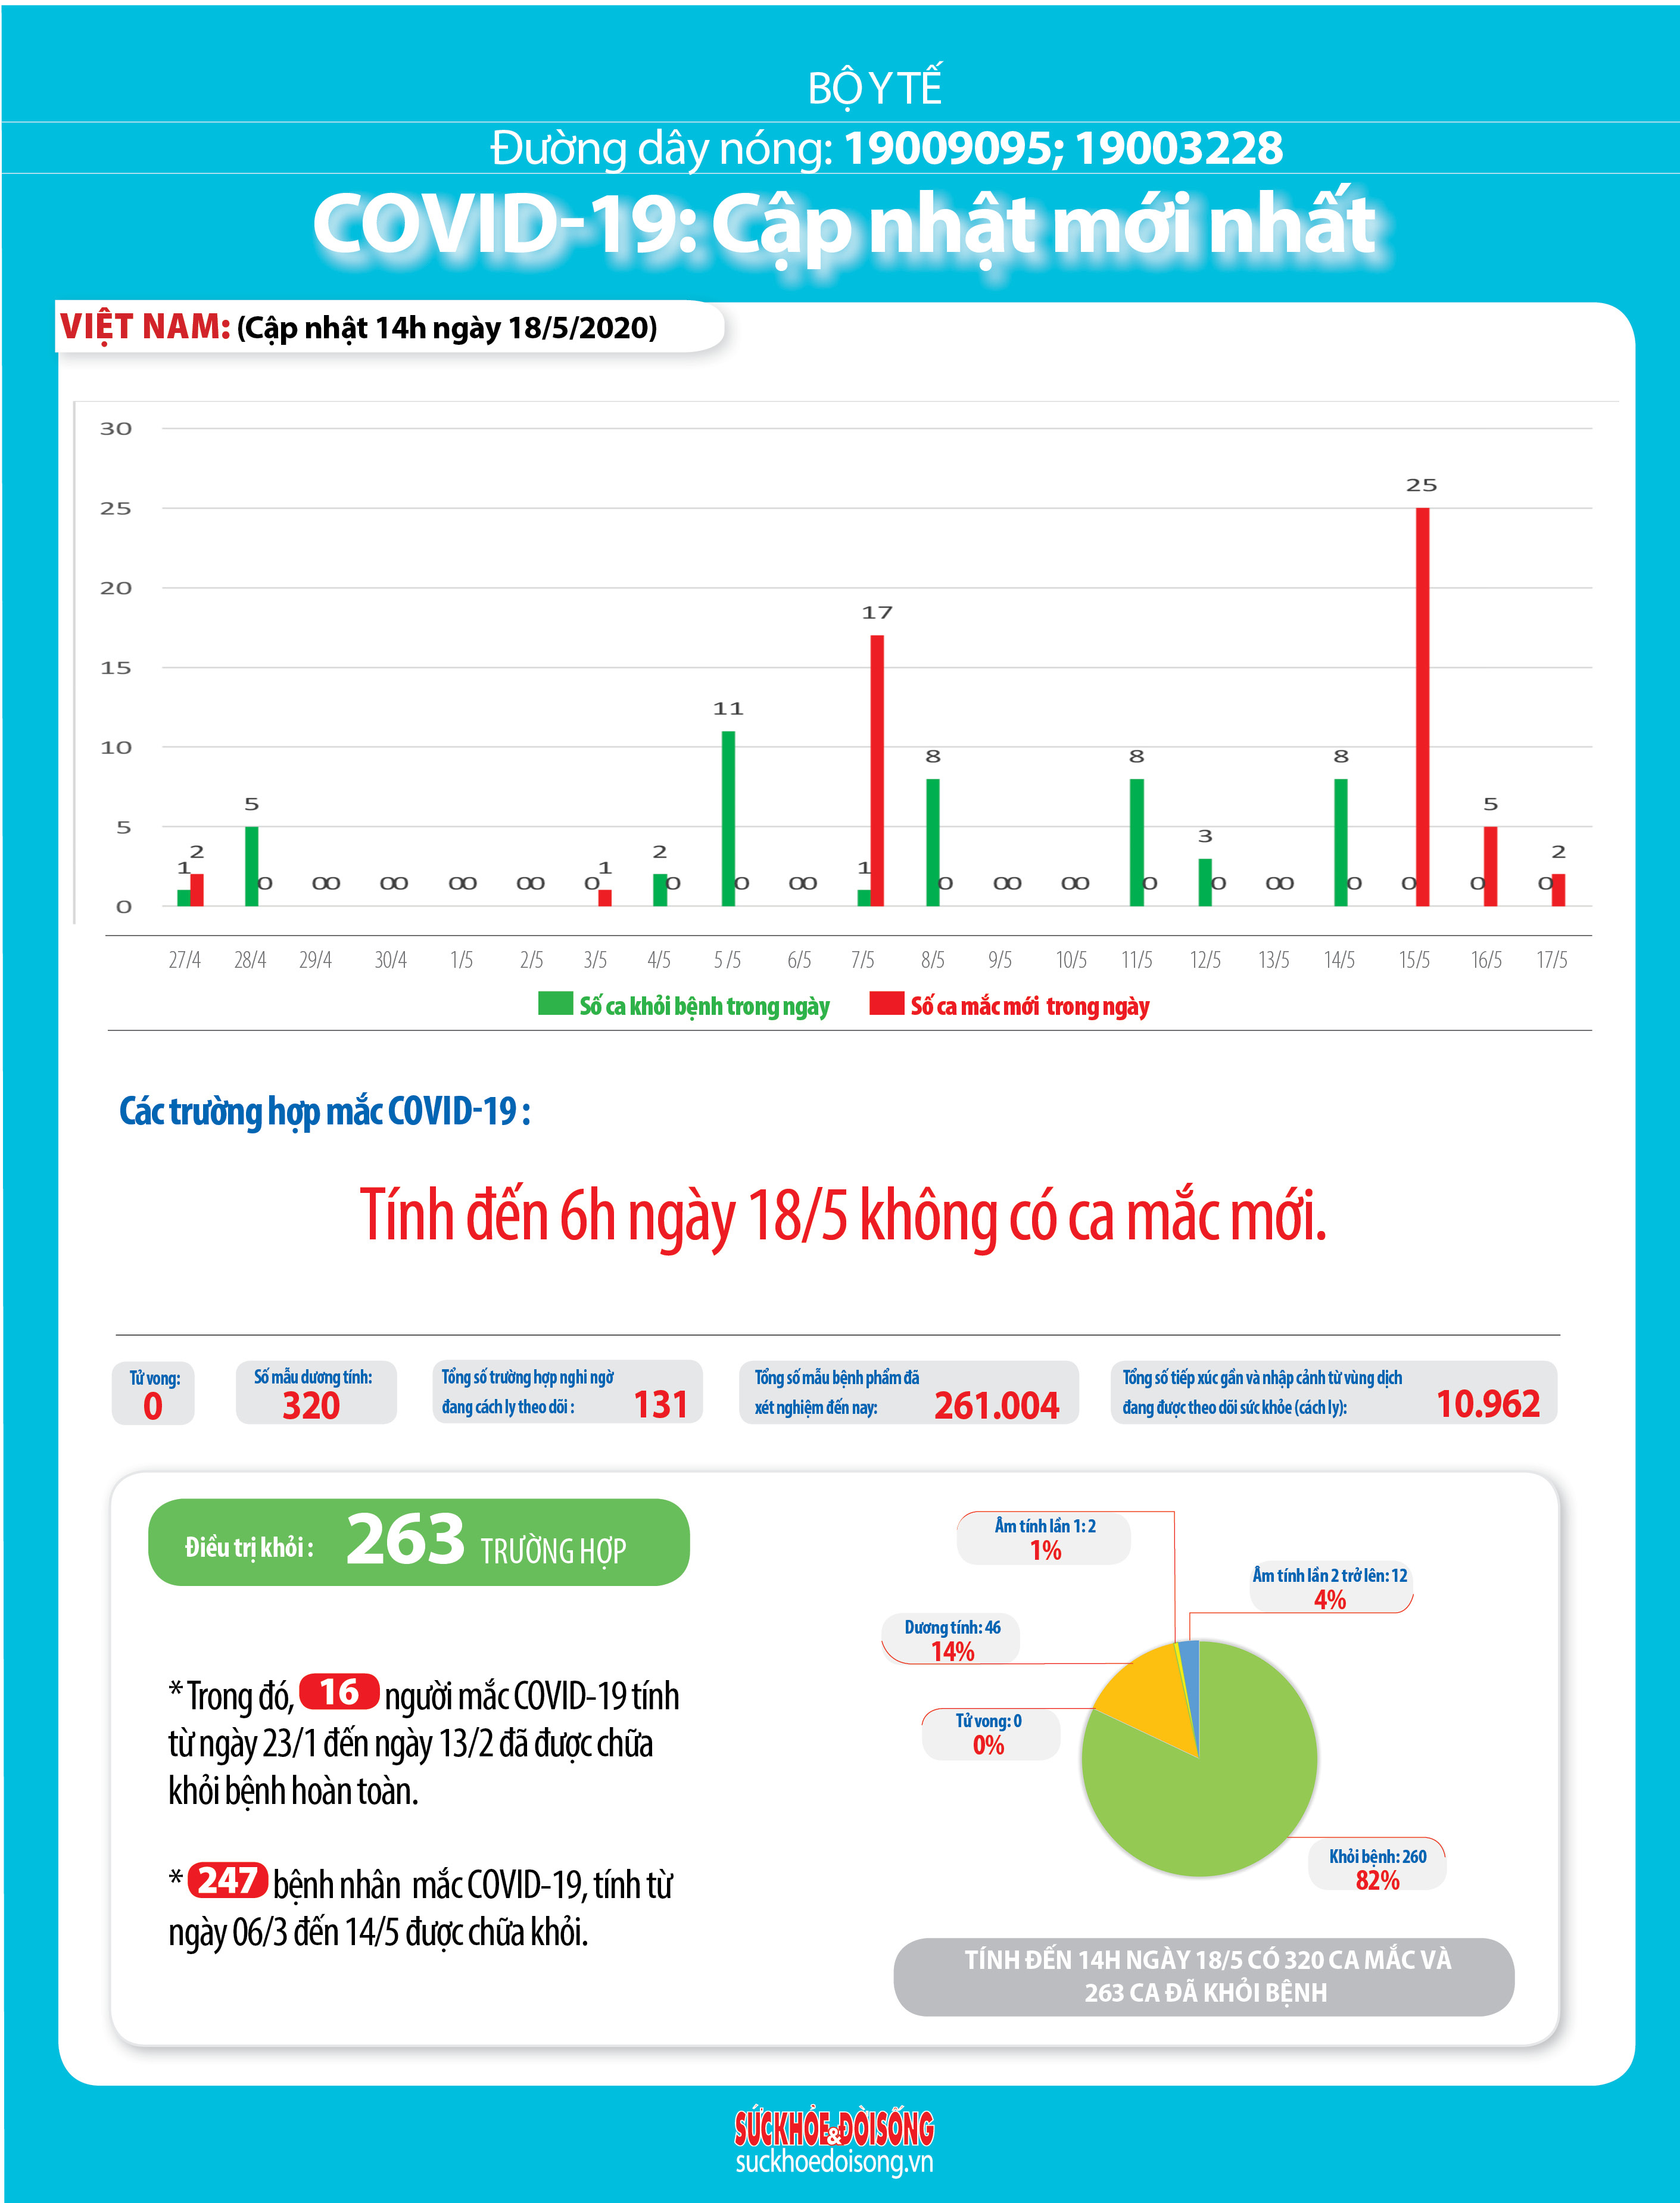 BỘ Y TẾ
Đường dây nóng: 19009095; 19003228
COVID-19: Cập nhật mới nhất
VIỆT NAM: (Cập nhật 14h ngày 18/5/2020)
30
25
20
15
10
5
0
1 2 5 0 0 0 0 0 0 0 0 0 0 1 2 0 11 0 0 0 1 17 8 0 0 0 0 0 8 0 3 0 0 0 8 0 0 25 0 5 0 2
27/4 28/4 29/4 30/4 1/5 2/5 3/5 4/5 5/5 6/5 7/5 8/5 9/5 10/5 11/5 12/5 13/5 14/5 15/5 16/5 17/5
Số ca khỏi bệnh trong ngày Số ca mắc mới trong ngày
Các trường hợp mắc COVID-19 :
Tính đến 6h ngày 18/5 không có ca mắc mới.
Tử vong:
0
Số mẫu dương tính:
320
Tổng số trường hợp nghi ngờ
đang cách ly theo dõi : 131
Tổng số mẫu bệnh phẩm đã
xét nghiệm đến nay: 261.004
Tổng số tiếp xúc gần và nhập cảnh từ vùng dịch
đang được theo dõi sức khỏe (cách ly): 10.962
Điều trị khỏi : 263 TRƯỜNG HỢP
* Trong đó, 16 người mắc COVID-19 tính
từ ngày 23/1 đến ngày 13/2 đã được chữa
khỏi bệnh hoàn toàn.
* 247 bệnh nhân mắc COVID-19, tính từ
ngày 06/3 đến 14/5 được chữa khỏi.
Âm tính lần 1: 2
1%
Âm tính lần 2 trở lên: 12
4%
Dương tính: 46
14%
Tử vong: 0
0%
Khỏi bệnh: 260
82%
TÍNH ĐẾN 14H NGÀY 18/5 CÓ 320 CA MẮC VÀ
263 CA ĐÃ KHỎI BỆNH
SỨC KHỎE & ĐỜI SỐNG
suckhoedoisong.vn